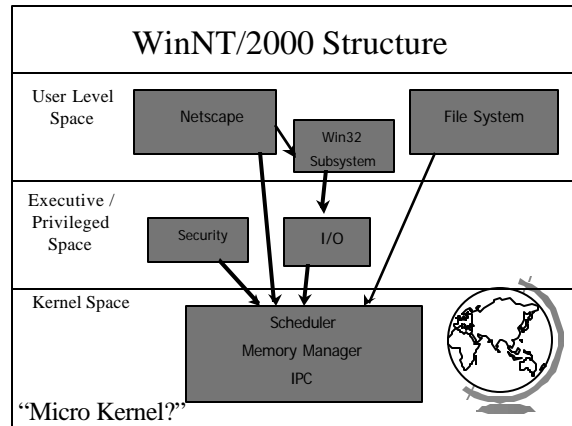 WinNT/2000 Structure
User Level
Space
Netscape
Win32
Subsystem
File System
Executive /
Privileged
Space
Security
I/O
Kernel Space
Scheduler
Memory Manager
IPC
“Micro Kernel?”